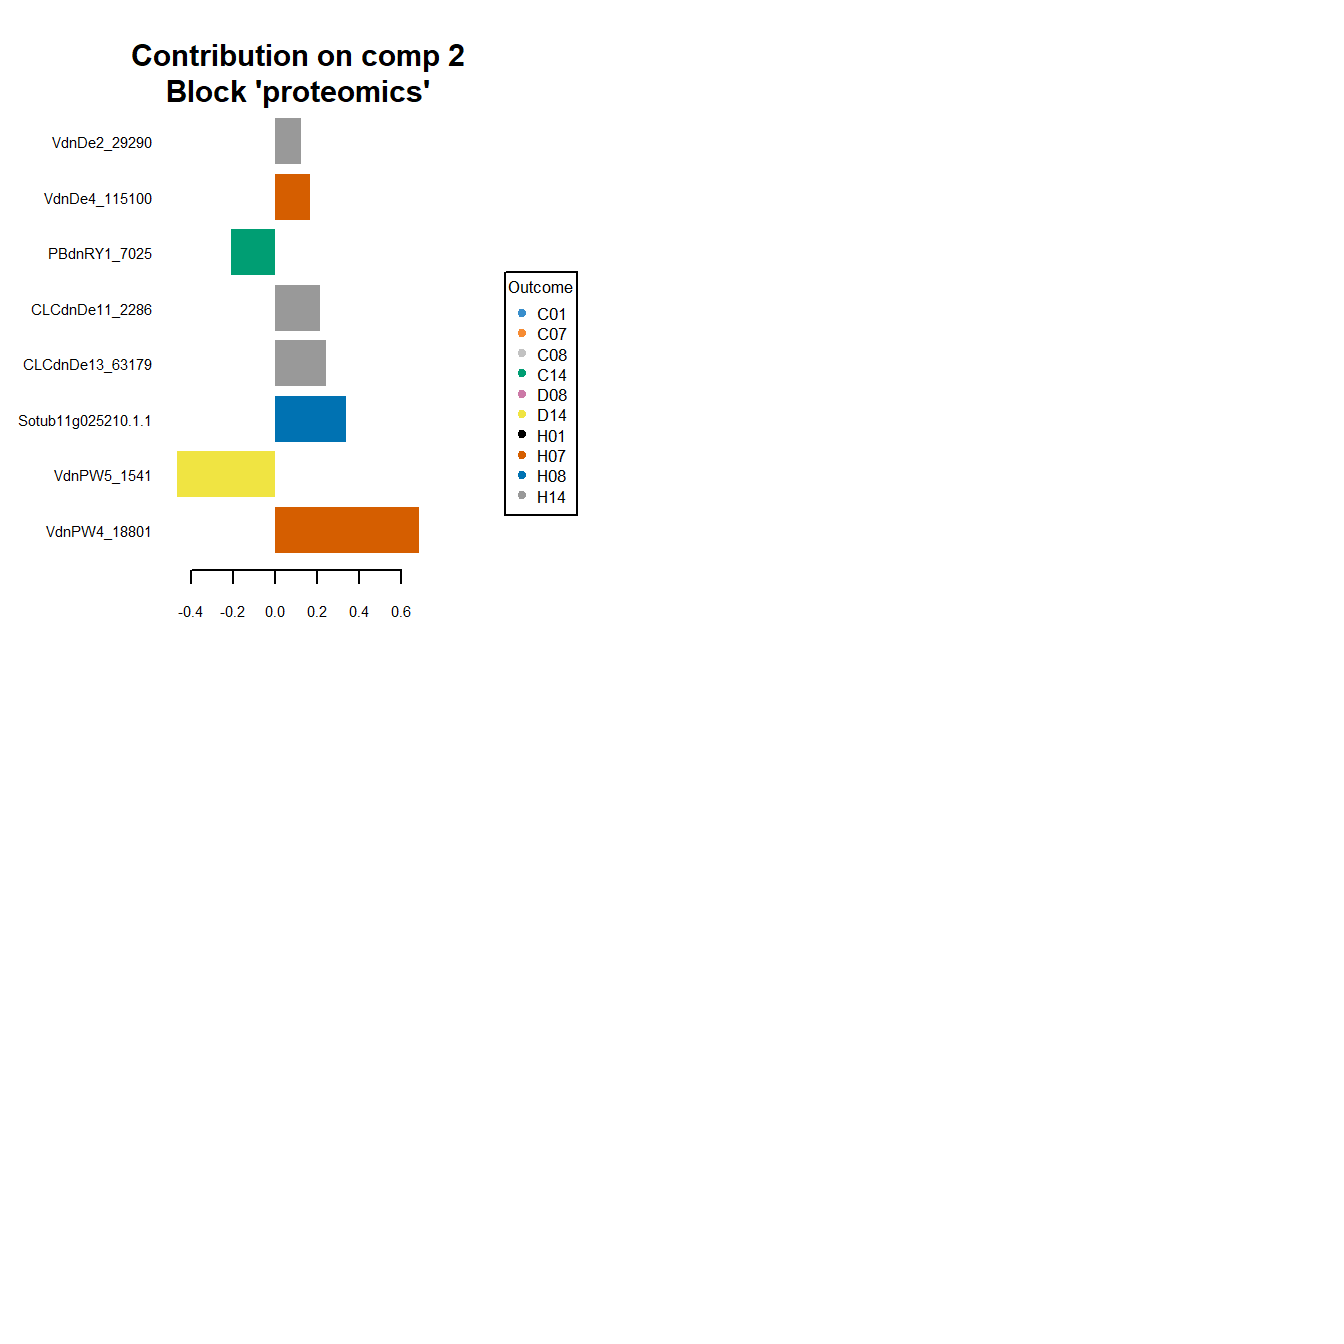 Contribution on comp 2
Block 'proteomics'
VdnDe2_29290
VdnDe4_115100
PBdnRY1_7025
CLCdnDe11_2286
CLCdnDe13_63179
Sotub11g025210.1.1
VdnPW5_1541
VdnPW4_18801
-0.4 -0.2 0.0 0.2 0.4 0.6
Outcome
C01
C07
C08
C14
D08
D14
H01
H07
H08
H14